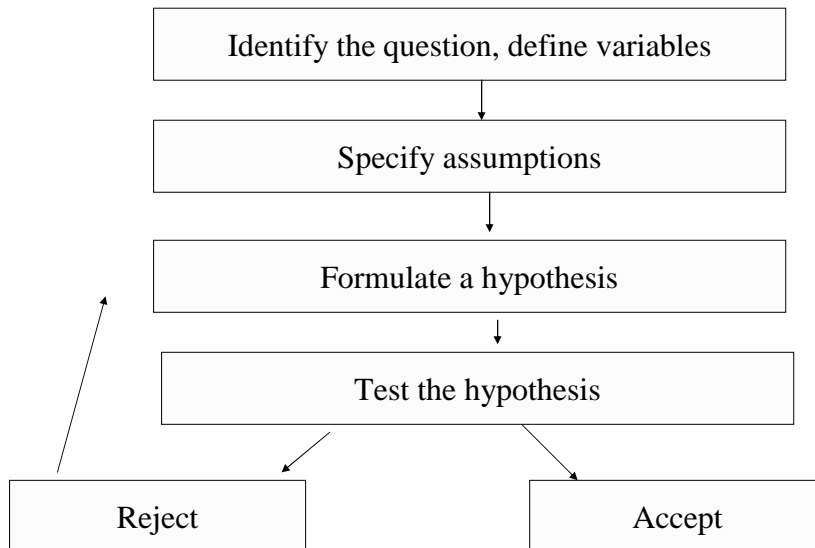 Identify the question, define variables
Specify assumptions
Formulate a hypothesis
Test the hypothesis
Reject
Accept